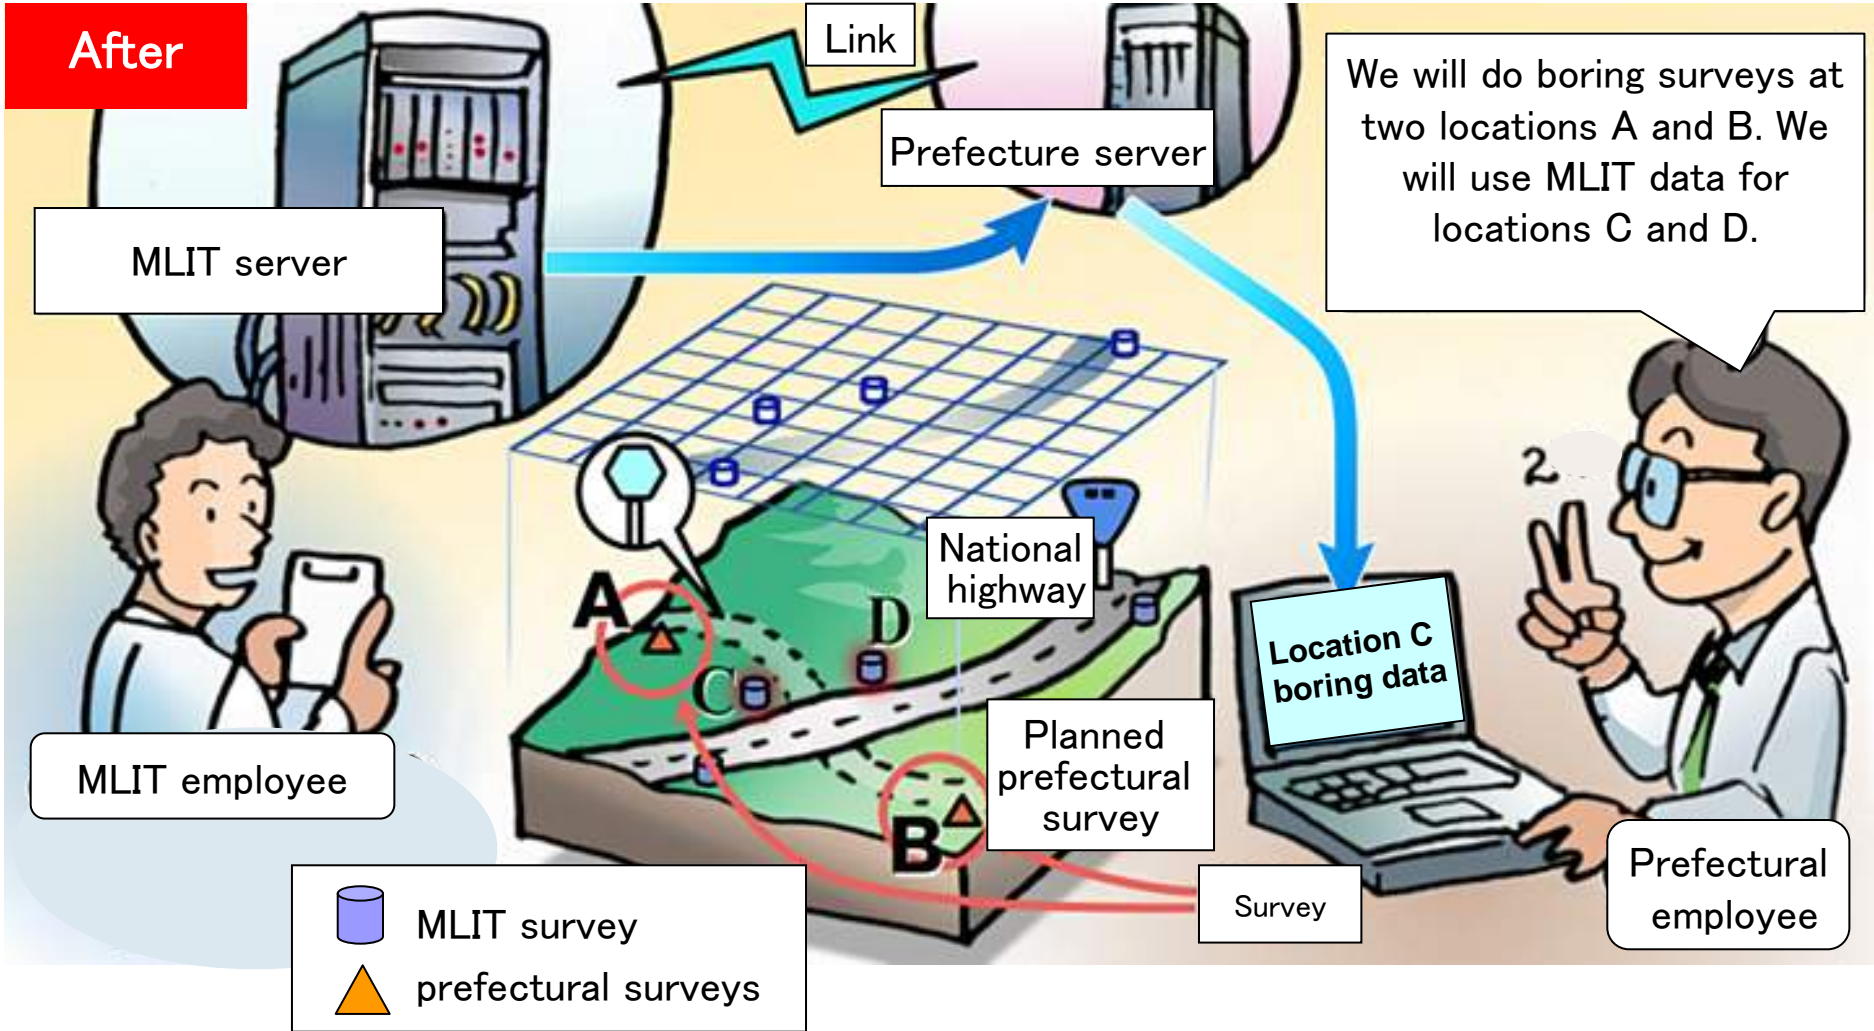 After
Link
Prefecture server
MLIT server
We will do boring surveys at
two locations A and B. We
will use MLIT data for
locations C and D.
2
National
highway
A
D
C
Location C
boring data
Planned
prefectural
survey
B
MLIT employee
Survey
Prefectural
employee
MLIT survey
prefectural surveys